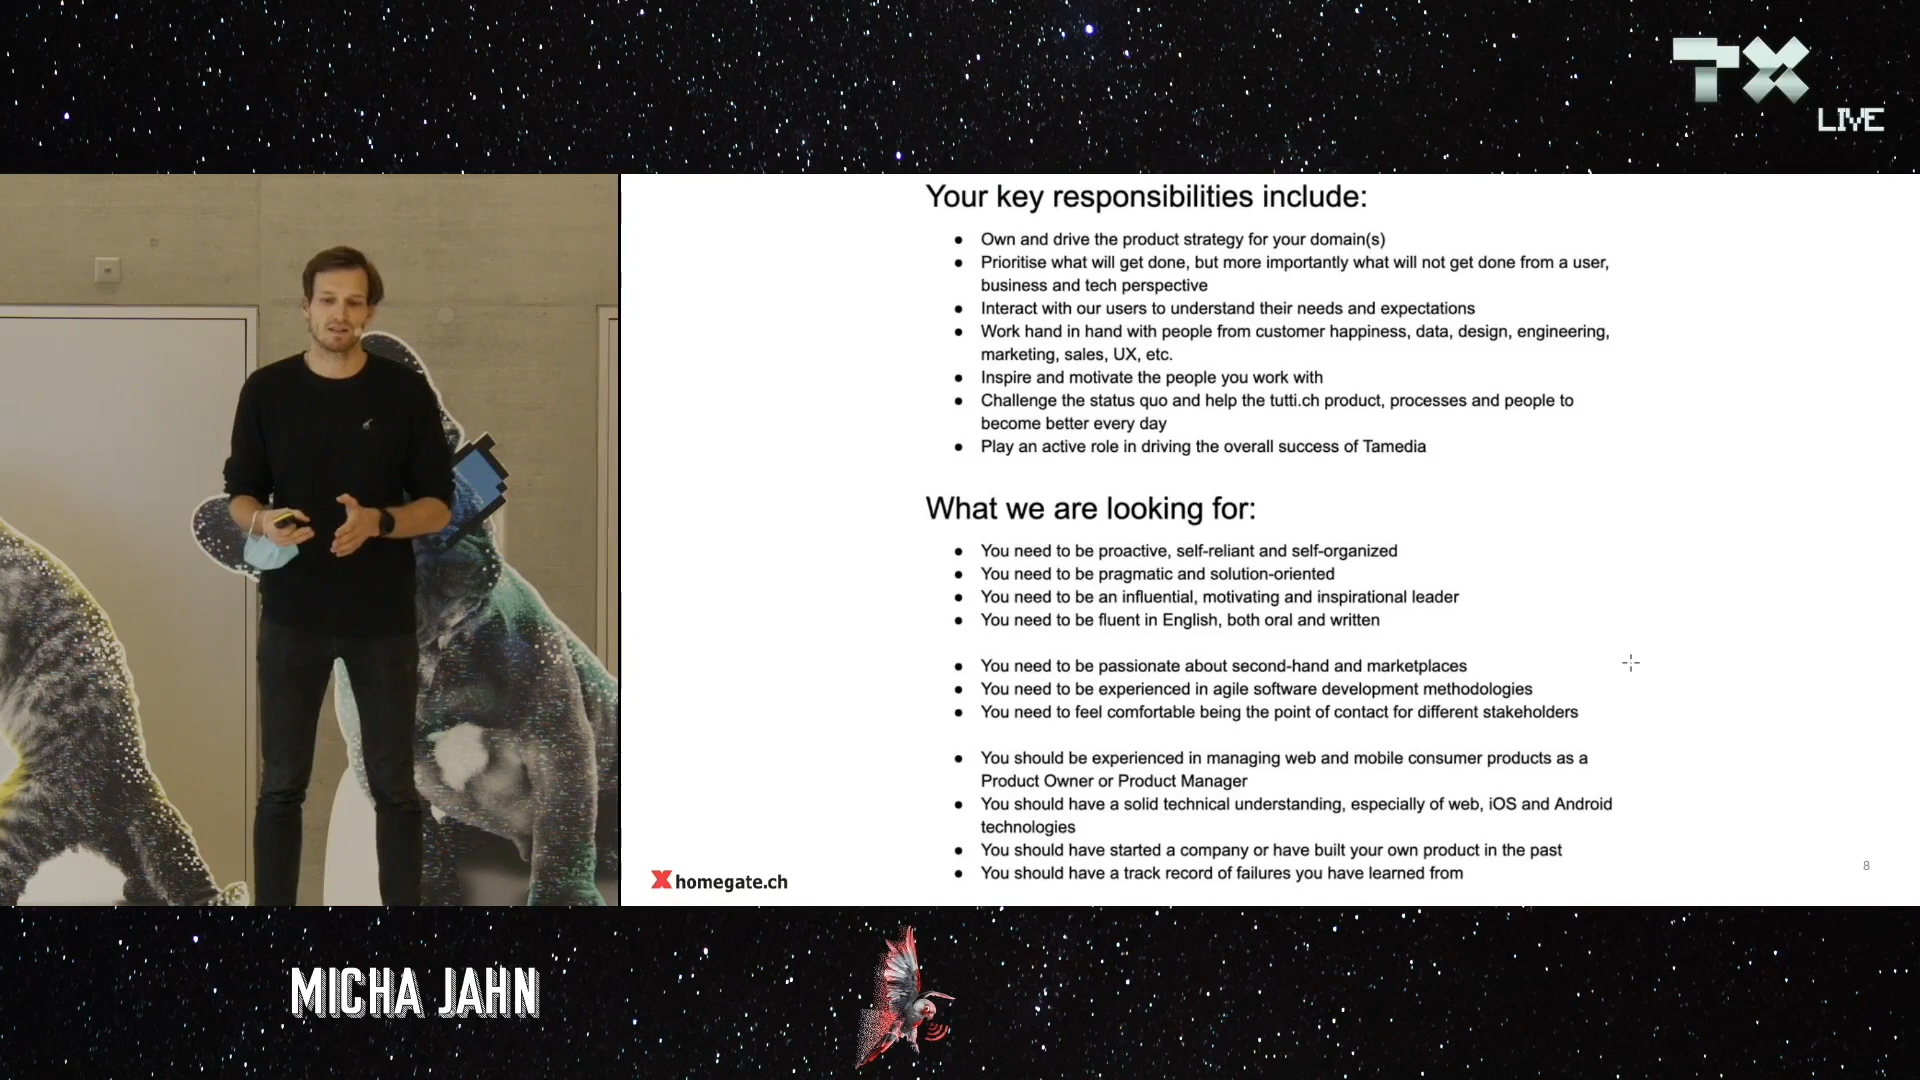 TX
LIVE
Your key responsibilities include:
● Own and drive the product strategy for your domain(s)
● Prioritise what will get done, but more importantly what will not get done from a user,
business and tech perspective
● Interact with our users to understand their needs and expectations
● Work hand in hand with people from customer happiness, data, design, engineering,
marketing, sales, UX, etc.
● Inspire and motivate the people you work with
● Challenge the status quo and help the tutti.ch product, processes and people to
become better every day
● Play an active role in driving the overall success of Tamedia
What we are looking for:
● You need to be proactive, self-reliant and self-organized
● You need to be pragmatic and solution-oriented
● You need to be an influential, motivating and inspirational leader
● You need to be fluent in English, both oral and written
● You need to be passionate about second-hand and marketplaces
● You need to be experienced in agile software development methodologies
● You need to feel comfortable being the point of contact for different stakeholders
● You should be experienced in managing web and mobile consumer products as a
Product Owner or Product Manager
● You should have a solid technical understanding, especially of web, iOS and Android
technologies
● You should have started a company or have built your own product in the past
● You should have a track record of failures you have learned from
homegate.ch
8
MICHA JAHN